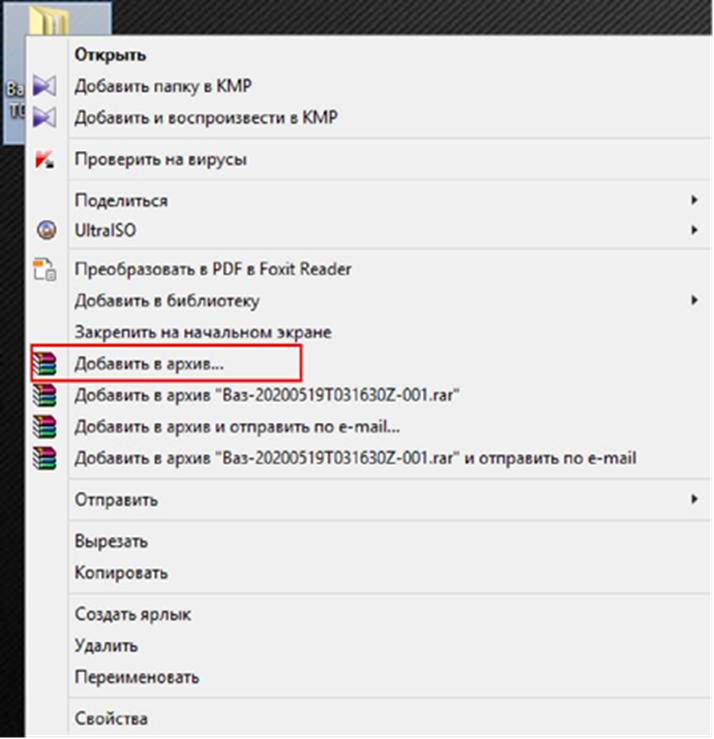 Ва
ТО
Открыть
Добавить папку в KMP
Добавить и воспроизвести в KMP
Проверить на вирусы
Поделиться
UltraISO
Преобразовать в PDF в Foxit Reader
Добавить в библиотеку
Закрепить на начальном экране
Добавить в архив...
Добавить в архив "Ваз-20200519T031630Z-001.rar"
Добавить в архив и отправить по e-mail...
Добавить в архив "Ваз-20200519T031630Z-001.rar" и отправить по e-mail
Отправить
Вырезать
Копировать
Создать ярлык
Удалить
Переименовать
Свойства